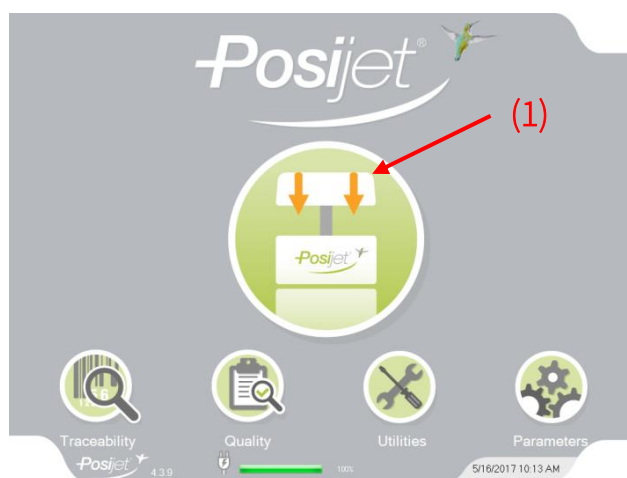 Posijet®
(1)
Posijet
Traceability Quality Utilities Parameters
Posijet 4.3.9 100% 5/16/2017 10:13 AM